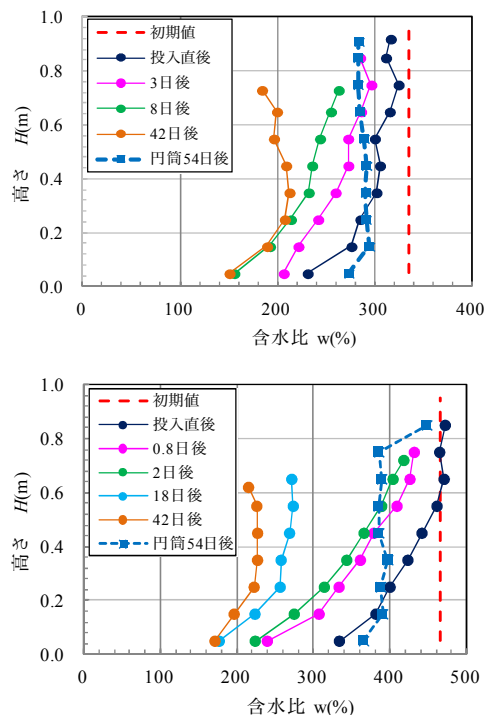 1.0
0.8
0.6
0.4
0.2
0.0
高さ H(m)
初期値
投入直後
3日後
8日後
42日後
円筒54日後
0
100
200
300
400
含水比 w(%)
1.0
0.8
0.6
0.4
0.2
0.0
高さ H(m)
初期値
投入直後
0.8日後
2日後
18日後
42日後
円筒54日後
0
100
200
300
400
500
含水比 w(%)